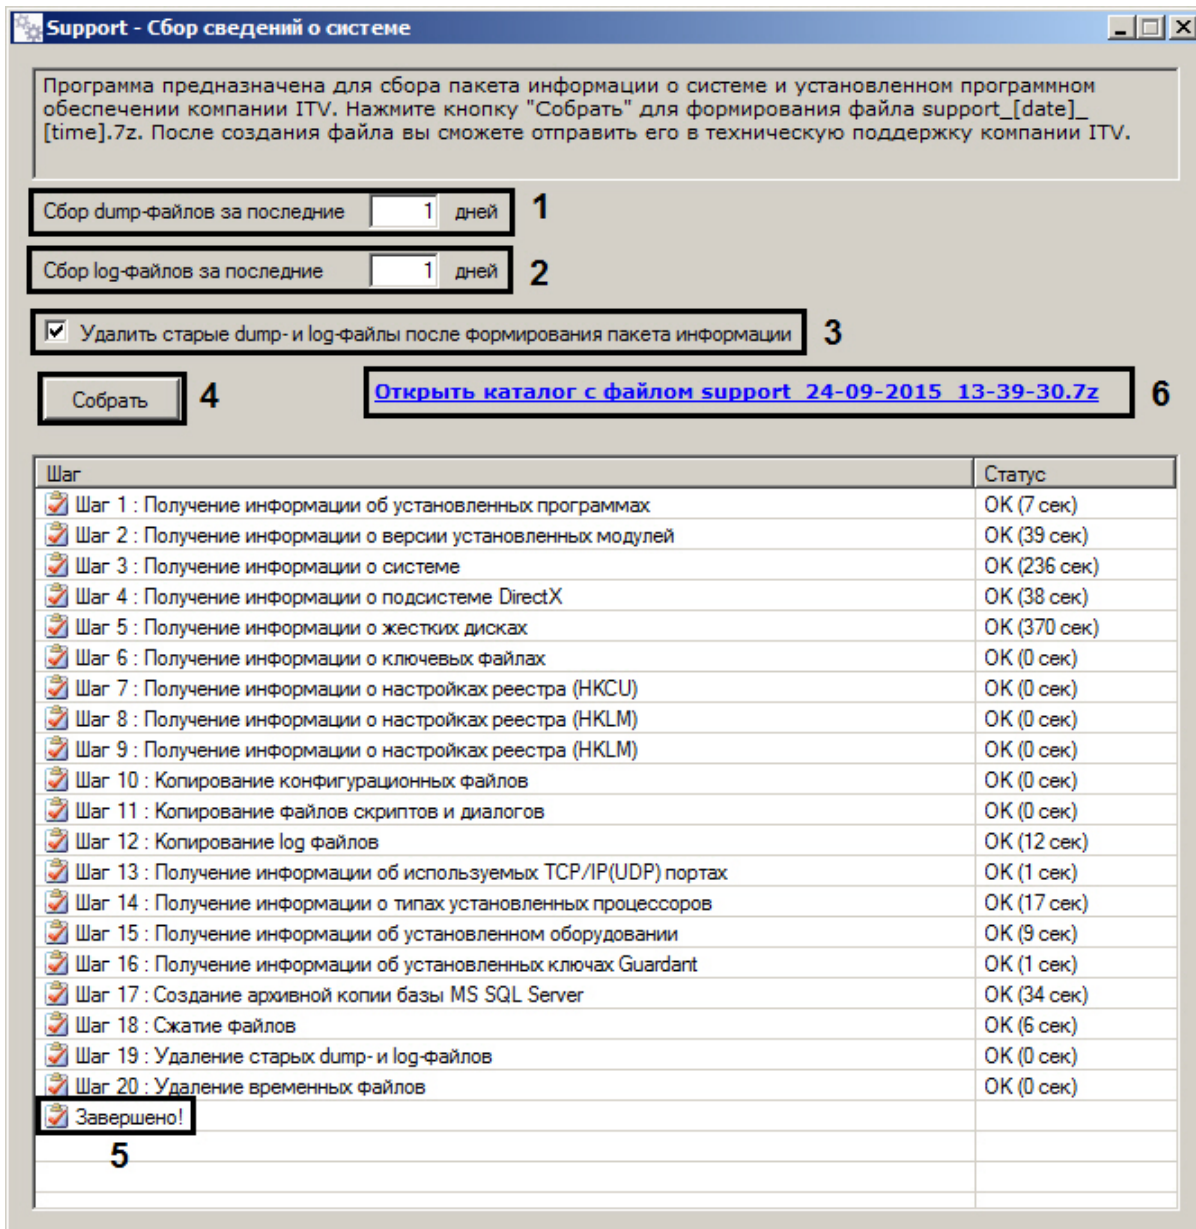 Support - Сбор сведений о системе
Программа предназначена для сбора пакета информации о системе и установленном программном
обеспечении компании ITV. Нажмите кнопку "Собрать" для формирования файла support_[date]_
[time].7z. После создания файла вы сможете отправить его в техническую поддержку компании ITV.
Сбор dump-файлов за последние 1 дней 1
Сбор log-файлов за последние 1 дней 2
Удалить старые dump- и log-файлы после формирования пакета информации 3
Собрать 4 Открыть каталог с файлом support_24-09-2015_13-39-30.7z 6
Шаг Статус
Шаг 1 : Получение информации об установленных программах OK (7 сек)
Шаг 2 : Получение информации о версии установленных модулей OK (39 сек)
Шаг 3 : Получение информации о системе OK (236 сек)
Шаг 4 : Получение информации о подсистеме DirectX OK (38 сек)
Шаг 5 : Получение информации о жестких дисках OK (370 сек)
Шаг 6 : Получение информации о ключевых файлах OK (0 сек)
Шаг 7 : Получение информации о настройках реестра (HKCU) OK (0 сек)
Шаг 8 : Получение информации о настройках реестра (HKLM) OK (0 сек)
Шаг 9 : Получение информации о настройках реестра (HKLM) OK (0 сек)
Шаг 10 : Копирование конфигурационных файлов OK (0 сек)
Шаг 11 : Копирование файлов скриптов и диалогов OK (0 сек)
Шаг 12 : Копирование log файлов OK (12 сек)
Шаг 13 : Получение информации об используемых TCP/IP(UDP) портах OK (1 сек)
Шаг 14 : Получение информации о типах установленных процессоров OK (17 сек)
Шаг 15 : Получение информации об установленном оборудовании OK (9 сек)
Шаг 16 : Получение информации об установленных ключах Guardant OK (1 сек)
Шаг 17 : Создание архивной копии базы MS SQL Server OK (34 сек)
Шаг 18 : Сжатие файлов OK (6 сек)
Шаг 19 : Удаление старых dump- и log-файлов OK (0 сек)
Шаг 20 : Удаление временных файлов OK (0 сек)
Завершено!
5